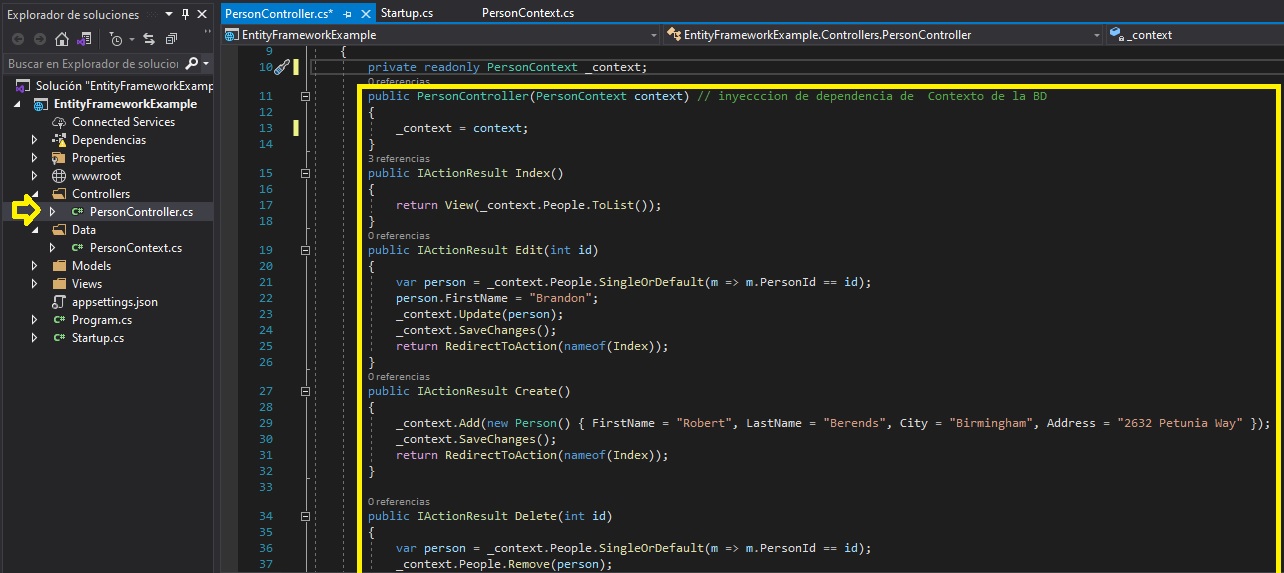 Explorador de soluciones
Buscar en Explorador de solucion
Solución "EntityFrameworkExamp
EntityFrameworkExample
Connected Services
Dependencias
Properties
wwwroot
Controllers
C# PersonController.cs
Data
C# PersonContext.cs
Models
Views
appsettings.json
C# Program.cs
C# Startup.cs
PersonController.cs* Startup.cs PersonContext.cs
EntityFrameworkExample EntityFrameworkExample.Controllers.PersonController _context
9 {
10 private readonly PersonContext _context;
0 referencias
11 public PersonController(PersonContext context) // inyecccion de dependencia de  Contexto de la BD
12 {
13 _context = context;
14 }
3 referencias
15 public IActionResult Index()
16 {
17 return View(_context.People.ToList());
18 }
0 referencias
19 public IActionResult Edit(int id)
20 {
21 var person = _context.People.SingleOrDefault(m => m.PersonId == id);
22 person.FirstName = "Brandon";
23 _context.Update(person);
24 _context.SaveChanges();
25 return RedirectToAction(nameof(Index));
26 }
0 referencias
27 public IActionResult Create()
28 {
29 _context.Add(new Person() { FirstName = "Robert", LastName = "Berends", City = "Birmingham", Address = "2632 Petunia Way" });
30 _context.SaveChanges();
31 return RedirectToAction(nameof(Index));
32 }
33
0 referencias
34 public IActionResult Delete(int id)
35 {
36 var person = _context.People.SingleOrDefault(m => m.PersonId == id);
37 _context.People.Remove(person);